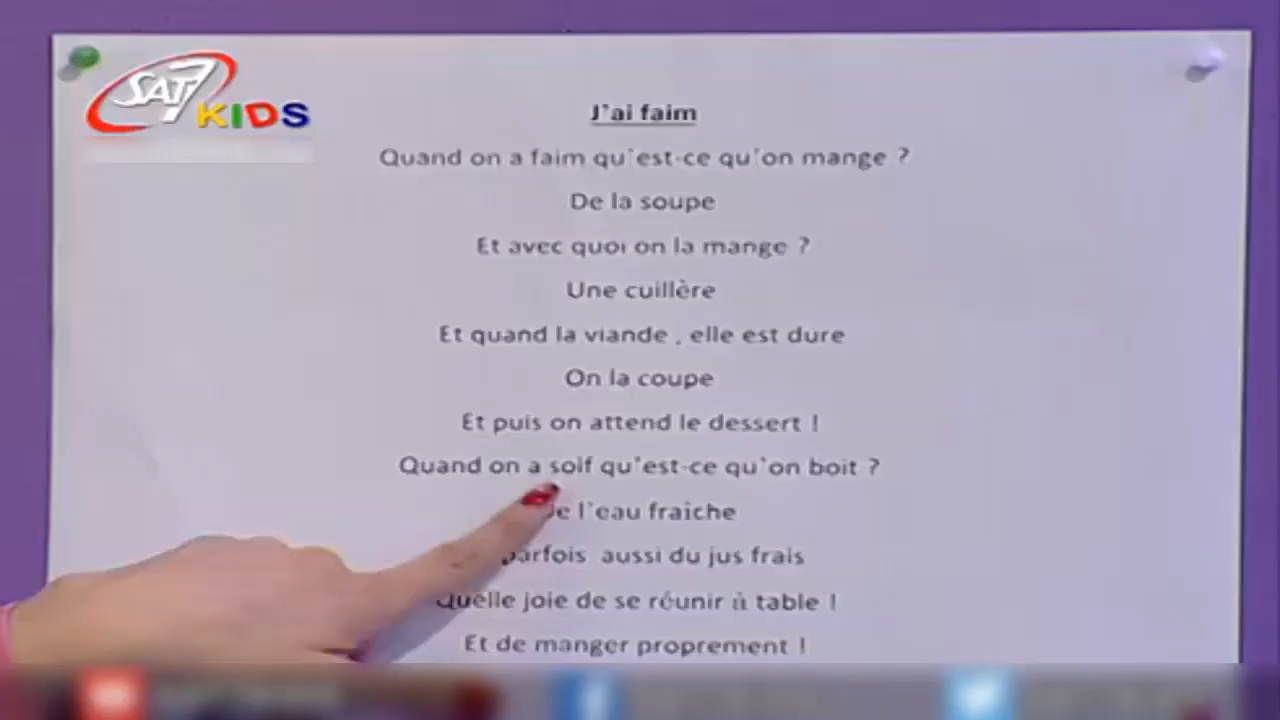 SAT7
KIDS
J'ai faim
Quand on a faim qu'est-ce qu'on mange ?
De la soupe
Et avec quoi on la mange ?
Une cuillère
Et quand la viande , elle est dure
On la coupe
Et puis on attend le dessert !
Quand on a soif qu'est-ce qu'on boit ?
De l'eau fraîche
parfois aussi du jus frais
Quelle joie de se réunir à table !
Et de manger proprement !